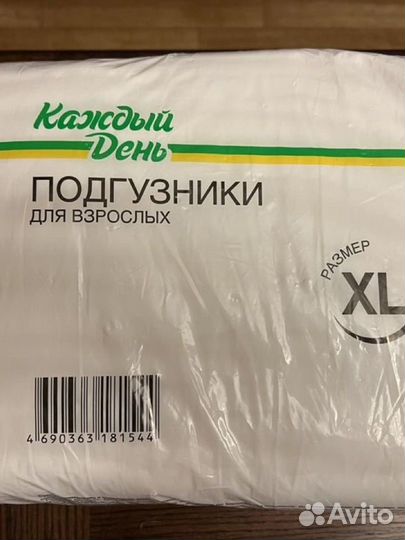 Каждый
День
ПОДГУЗНИКИ
ДЛЯ ВЗРОСЛЫХ
РАЗМЕР
XL
4 690363 181544
Avito